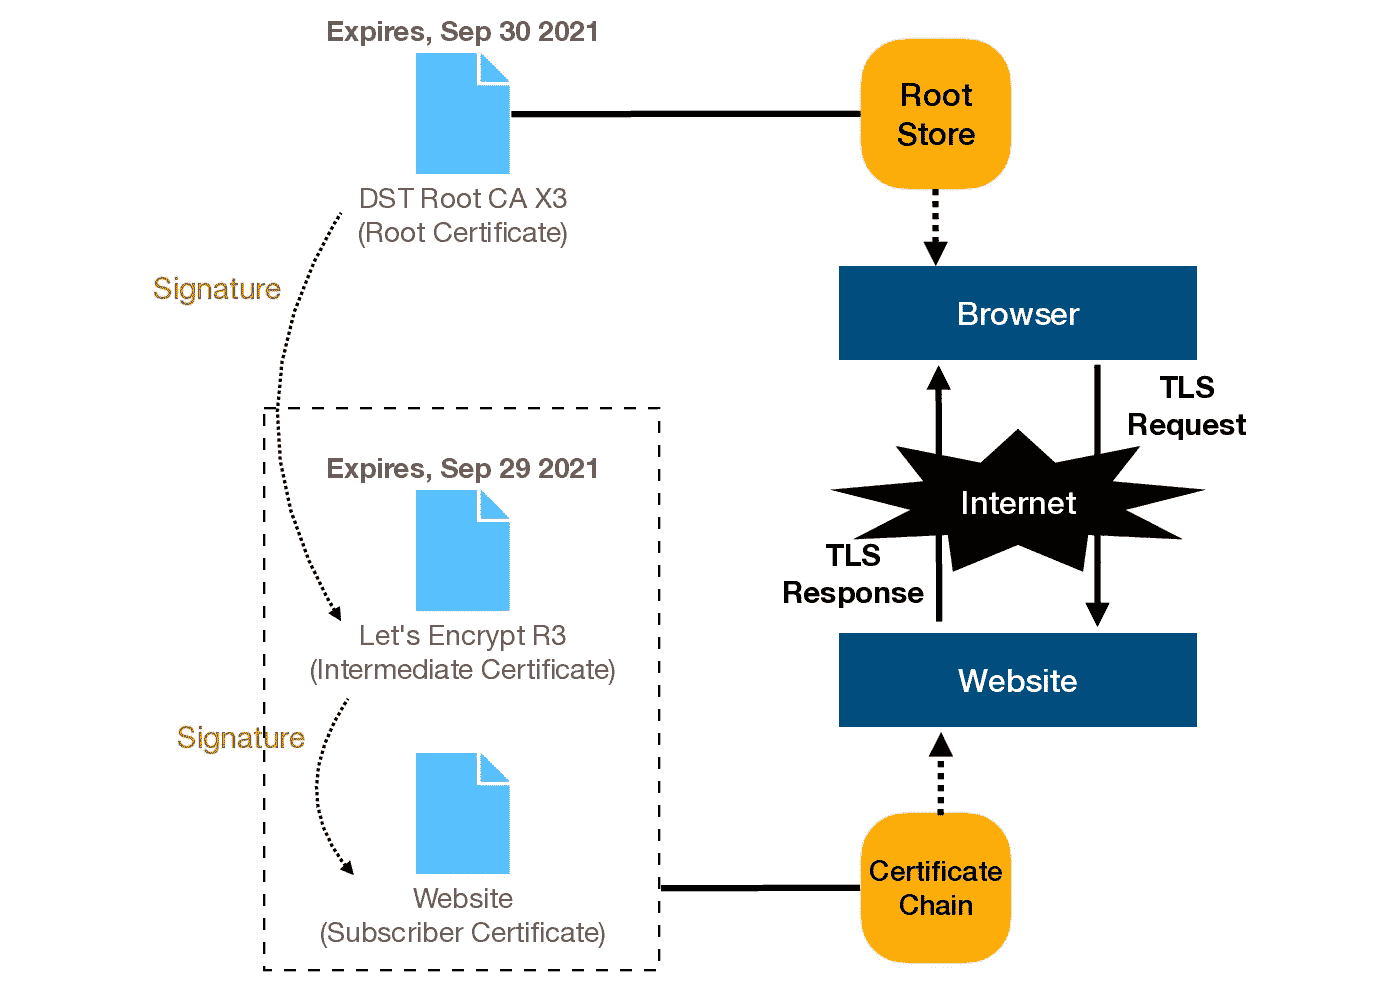 Expires, Sep 30 2021
Root
Store
DST Root CA X3
(Root Certificate)
Signature
Browser
TLS
Request
Expires, Sep 29 2021
Internet
TLS
Response
Let's Encrypt R3
(Intermediate Certificate)
Website
Signature
Certificate
Chain
Website
(Subscriber Certificate)